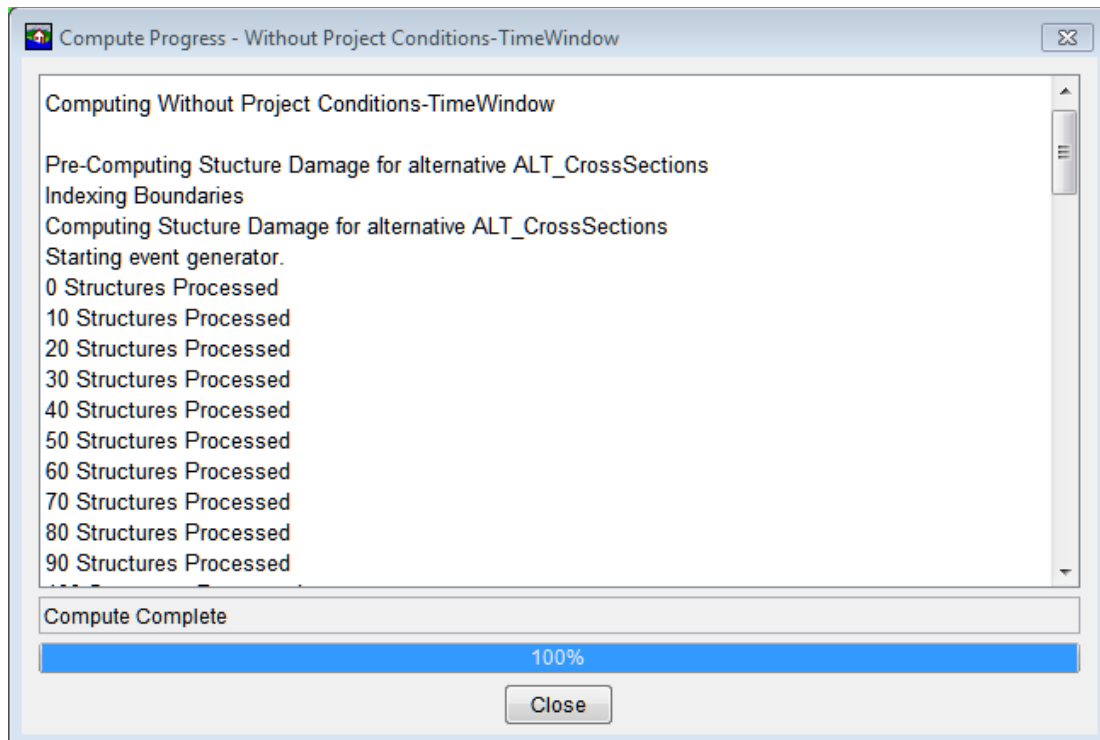 Compute Progress - Without Project Conditions-TimeWindow
Computing Without Project Conditions-TimeWindow
Pre-Computing Stucture Damage for alternative ALT_CrossSections
Indexing Boundaries
Computing Stucture Damage for alternative ALT_CrossSections
Starting event generator.
0 Structures Processed
10 Structures Processed
20 Structures Processed
30 Structures Processed
40 Structures Processed
50 Structures Processed
60 Structures Processed
70 Structures Processed
80 Structures Processed
90 Structures Processed
Compute Complete
100%
Close